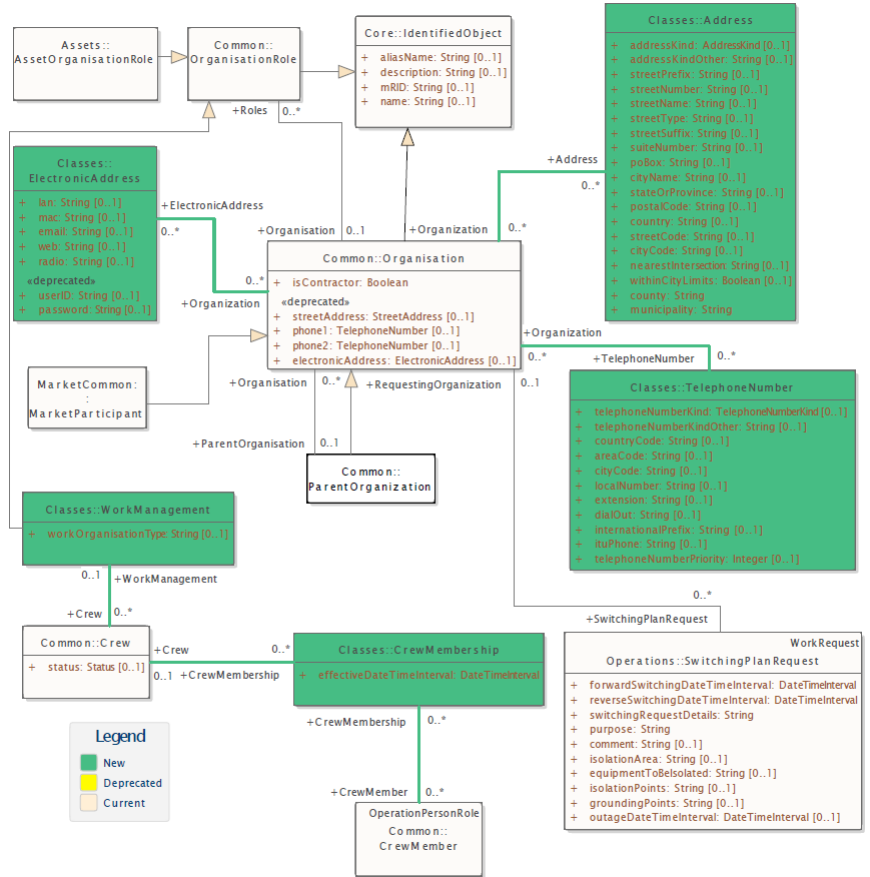 Assets::
AssetOrganisationRole
Common::
OrganisationRole
Core::IdentifiedObject
+ aliasName: String [0..1]
+ description: String [0..1]
+ mRID: String [0..1]
+ name: String [0..1]
Classes::Address
+ addressKind: AddressKind [0..1]
+ addressKindOther: String [0..1]
+ streetPrefix: String [0..1]
+ streetNumber: String [0..1]
+ streetName: String [0..1]
+ streetType: String [0..1]
+ streetSuffix: String [0..1]
+ suiteNumber: String [0..1]
+ poBox: String [0..1]
+ cityName: String [0..1]
+ stateOrProvince: String [0..1]
+ postalCode: String [0..1]
+ country: String [0..1]
+ streetCode: String [0..1]
+ cityCode: String [0..1]
+ nearestIntersection: String [0..1]
+ withinCityLimits: Boolean [0..1]
+ county: String
+ municipality: String
+Roles
0..*
Classes::
ElectronicAddress
+ lan: String [0..1]
+ mac: String [0..1]
+ email: String [0..1]
+ web: String [0..1]
+ radio: String [0..1]
«deprecated»
+ userID: String [0..1]
+ password: String [0..1]
+ElectronicAddress
0..*
+Address
0..*
+Organisation
0..1
+Organization
0..*
0..*
+Organization
Common::Organisation
+ isContractor: Boolean
«deprecated»
+ streetAddress: StreetAddress [0..1]
+ phone1: TelephoneNumber [0..1]
+ phone2: TelephoneNumber [0..1]
+ electronicAddress: ElectronicAddress [0..1]
+Organization
0..*
+TelephoneNumber
0..*
+Organisation
0..*
+RequestingOrganization
0..1
MarketCommon:
:
MarketParticipant
Classes::TelephoneNumber
+ telephoneNumberKind: TelephoneNumberKind [0..1]
+ telephoneNumberKindOther: String [0..1]
+ countryCode: String [0..1]
+ areaCode: String [0..1]
+ cityCode: String [0..1]
+ localNumber: String [0..1]
+ extension: String [0..1]
+ dialOut: String [0..1]
+ internationalPrefix: String [0..1]
+ ituPhone: String [0..1]
+ telephoneNumberPriority: Integer [0..1]
+ParentOrganisation
0..1
Common::
ParentOrganization
Classes::WorkManagement
+ workOrganisationType: String [0..1]
0..1
+WorkManagement
+Crew
0..*
0..*
+SwitchingPlanRequest
Common::Crew
+ status: Status [0..1]
+Crew
0..1
0..*
+CrewMembership
Classes::CrewMembership
+ effectiveDateTimeInterval: DateTimeInterval
WorkRequest
Operations::SwitchingPlanRequest
+ forwardSwitchingDateTimeInterval: DateTimeInterval
+ reverseSwitchingDateTimeInterval: DateTimeInterval
+ switchingRequestDetails: String
+ purpose: String
+ comment: String [0..1]
+ isolationArea: String [0..1]
+ equipmentToBeIsolated: String [0..1]
+ isolationPoints: String [0..1]
+ groundingPoints: String [0..1]
+ outageDateTimeInterval: DateTimeInterval [0..1]
+CrewMembership
0..*
+CrewMember
0..*
OperationPersonRole
Common::
CrewMember
Legend
New
Deprecated
Current